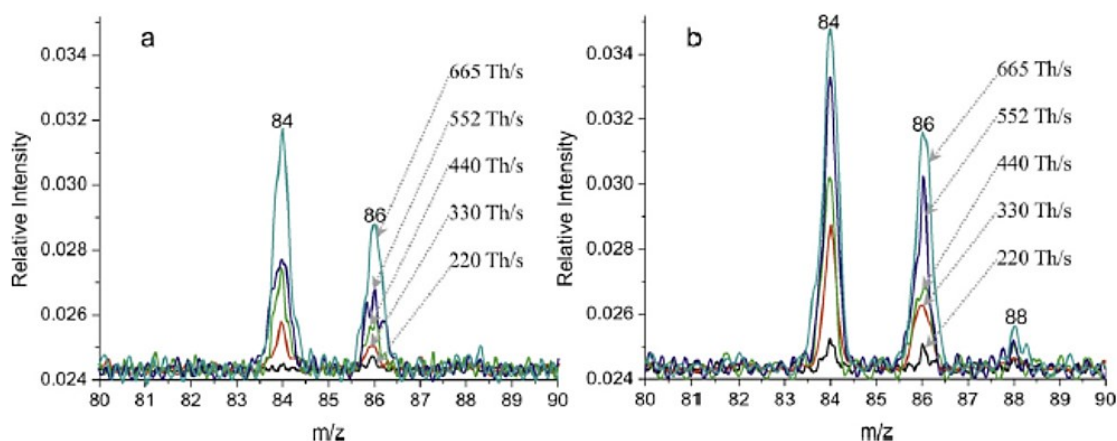 a
0.034
0.032
0.030
0.028
0.026
0.024
Relative Intensity
84
86
665 Th/s
552 Th/s
440 Th/s
330 Th/s
220 Th/s
80 81 82 83 84 85 86 87 88 89 90
m/z
b
0.034
0.032
0.030
0.028
0.026
0.024
Relative Intensity
84
86
88
665 Th/s
552 Th/s
440 Th/s
330 Th/s
220 Th/s
80 81 82 83 84 85 86 87 88 89 90
m/z